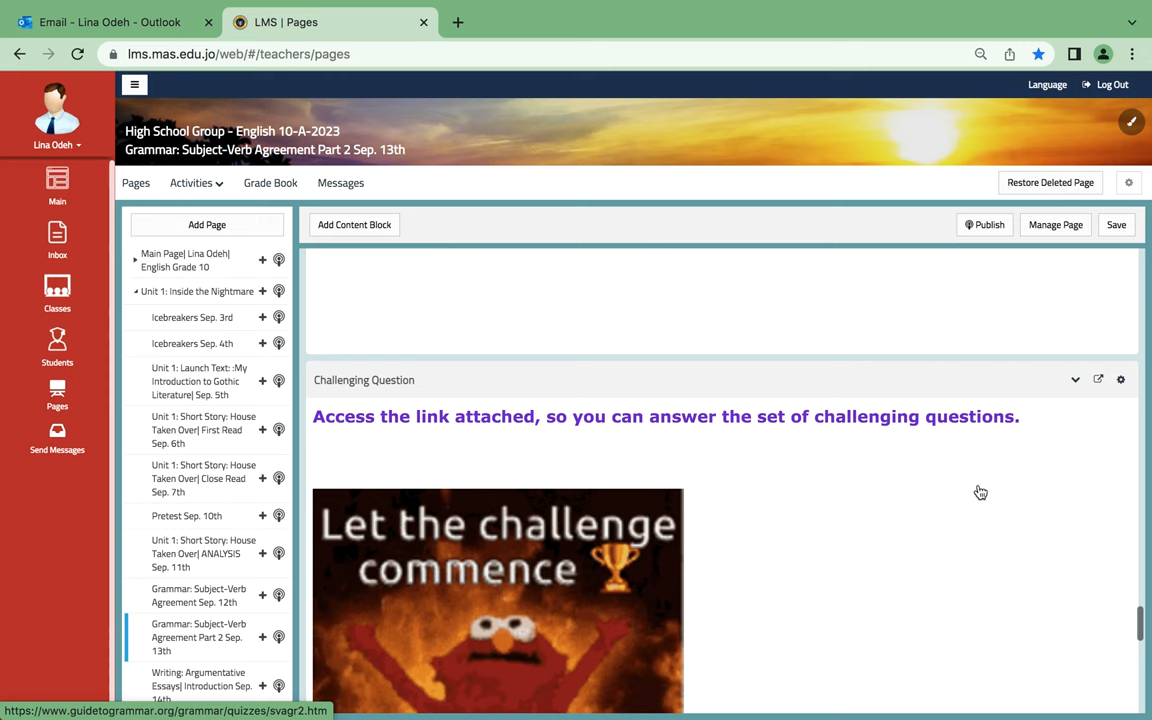 Email - Lina Odeh - Outlook
LMS | Pages
lms.mas.edu.jo/web/#/teachers/pages
Language
Log Out
Lina Odeh
High School Group - English 10-A-2023
Grammar: Subject-Verb Agreement Part 2 Sep. 13th
Pages
Activities
Grade Book
Messages
Restore Deleted Page
Main
Inbox
Classes
Students
Pages
Send Messages
Add Page
Main Page| Lina Odeh|
English Grade 10
Unit 1: Inside the Nightmare
Icebreakers Sep. 3rd
Icebreakers Sep. 4th
Unit 1: Launch Text: :My
Introduction to Gothic
Literature| Sep. 5th
Unit 1: Short Story: House
Taken Over| First Read
Sep. 6th
Unit 1: Short Story: House
Taken Over| Close Read
Sep. 7th
Pretest Sep. 10th
Unit 1: Short Story: House
Taken Over| ANALYSIS
Sep. 11th
Grammar: Subject-Verb
Agreement Sep. 12th
Grammar: Subject-Verb
Agreement Part 2 Sep.
13th
Writing: Argumentative
Essays| Introduction Sep.
14th
Add Content Block
Publish
Manage Page
Save
Challenging Question
Access the link attached, so you can answer the set of challenging questions.
Let the challenge
commence
https://www.guidetogrammar.org/grammar/quizzes/svagr2.htm